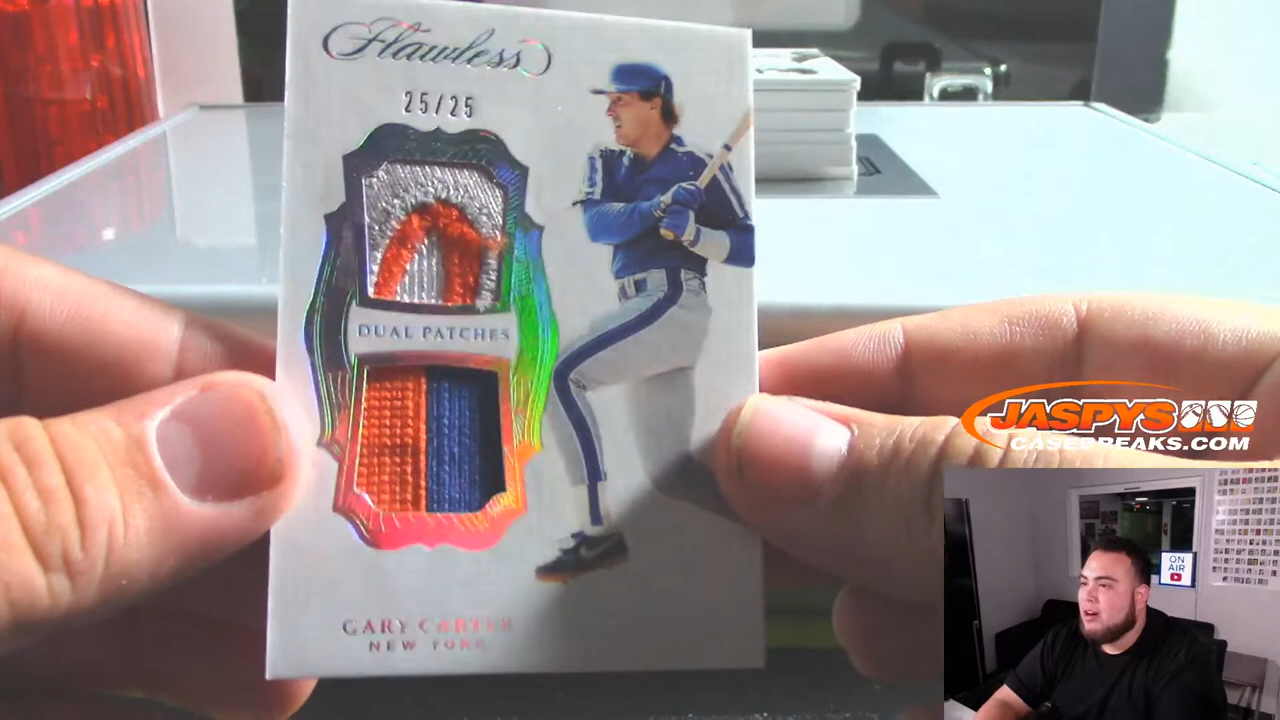 Flawless
25/25
DUAL PATCHES
GARY CARTER
NEW YORK
JASPYS
CASEBREAKS.COM
ON
AIR